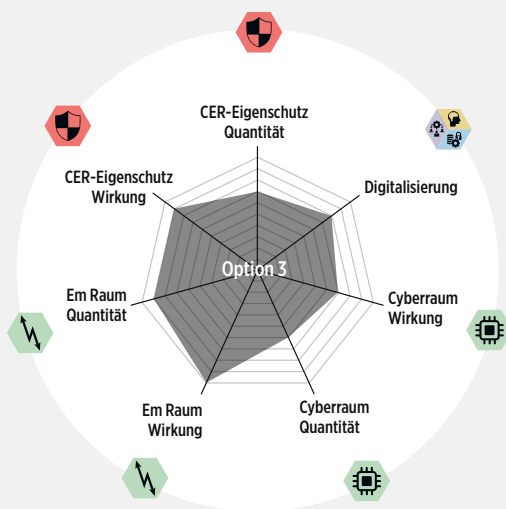 CER-Eigenschutz
Quantität
CER-Eigenschutz
Wirkung
Digitalisierung
Option 3
Em Raum
Quantität
Cyberraum
Wirkung
Em Raum
Wirkung
Cyberraum
Quantität